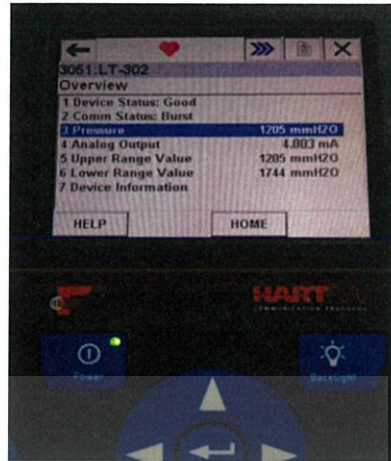 3051:LT-302
Overview
1 Device Status: Good
2 Comm Status: Burst
3 Pressure 1205 mmH2O
4 Analog Output 4.003 mA
5 Upper Range Value 1205 mmH2O
6 Lower Range Value 1744 mmH2O
7 Device Information
HELP HOME
HART
COMMUNICATION PROTOCOL
Power Backlight